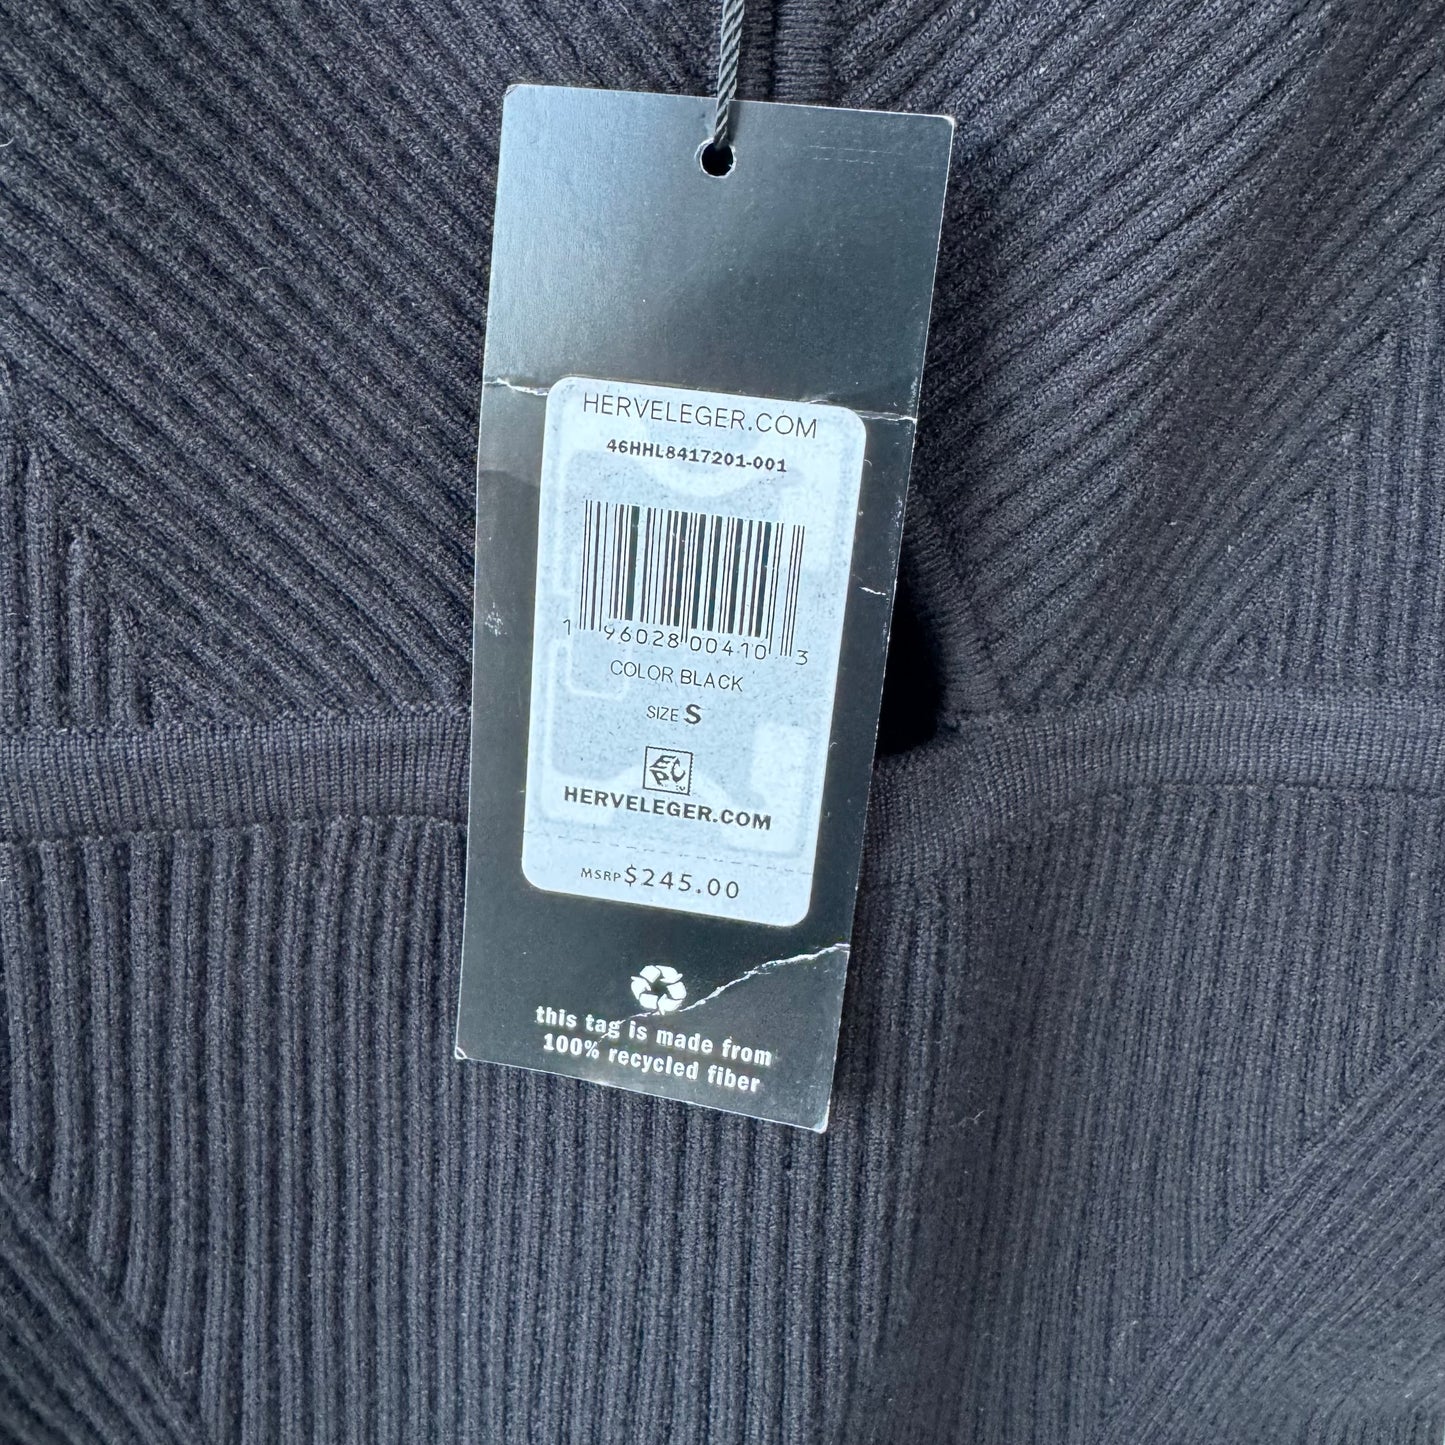 HERVELEGER.COM
46HHL8417201-001
1 96028 00410 3
COLOR BLACK
SIZE S
HERVELEGER.COM
MSRP $245.00
this tag is made from
100% recycled fiber